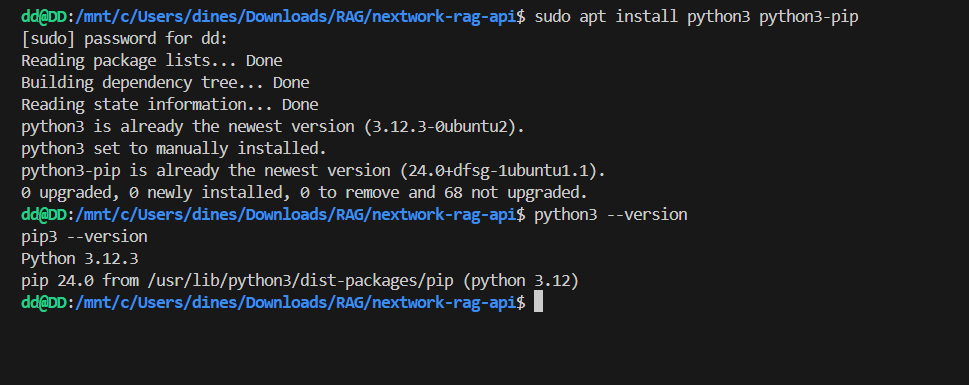 dd@DD:/mnt/c/Users/dines/Downloads/RAG/nextwork-rag-api$ sudo apt install python3 python3-pip
[sudo] password for dd:
Reading package lists... Done
Building dependency tree... Done
Reading state information... Done
python3 is already the newest version (3.12.3-0ubuntu2).
python3 set to manually installed.
python3-pip is already the newest version (24.0+dfsg-1ubuntu1.1).
0 upgraded, 0 newly installed, 0 to remove and 68 not upgraded.
dd@DD:/mnt/c/Users/dines/Downloads/RAG/nextwork-rag-api$ python3 --version
pip3 --version
Python 3.12.3
pip 24.0 from /usr/lib/python3/dist-packages/pip (python 3.12)
dd@DD:/mnt/c/Users/dines/Downloads/RAG/nextwork-rag-api$